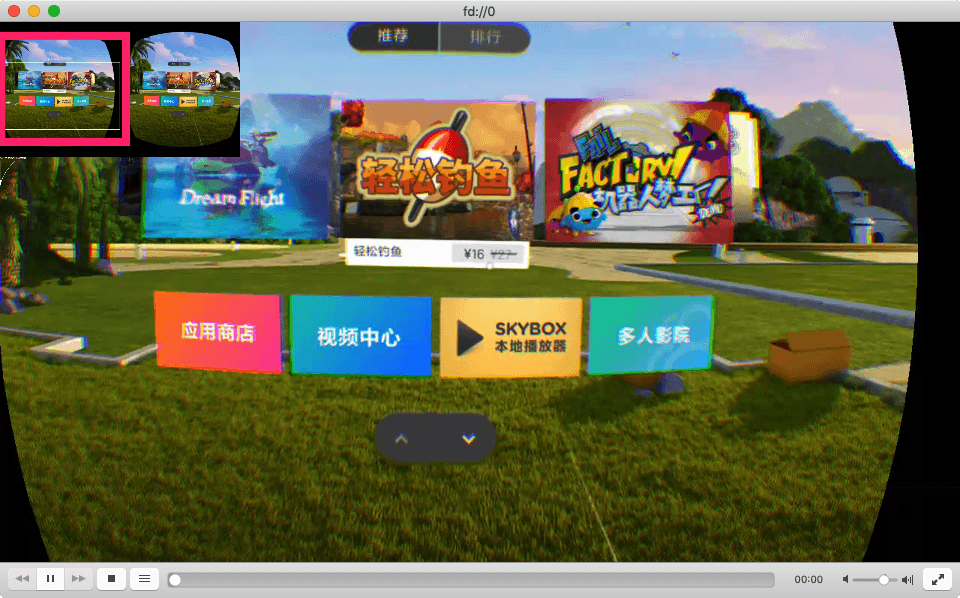 fd://0
推荐
排行
Dream Flight
轻松钓鱼
FAIL
FACTORY!
机器人梦工厂
轻松钓鱼
¥16 ¥27
应用商店
视频中心
SKYBOX
本地播放器
多人影院
00:00